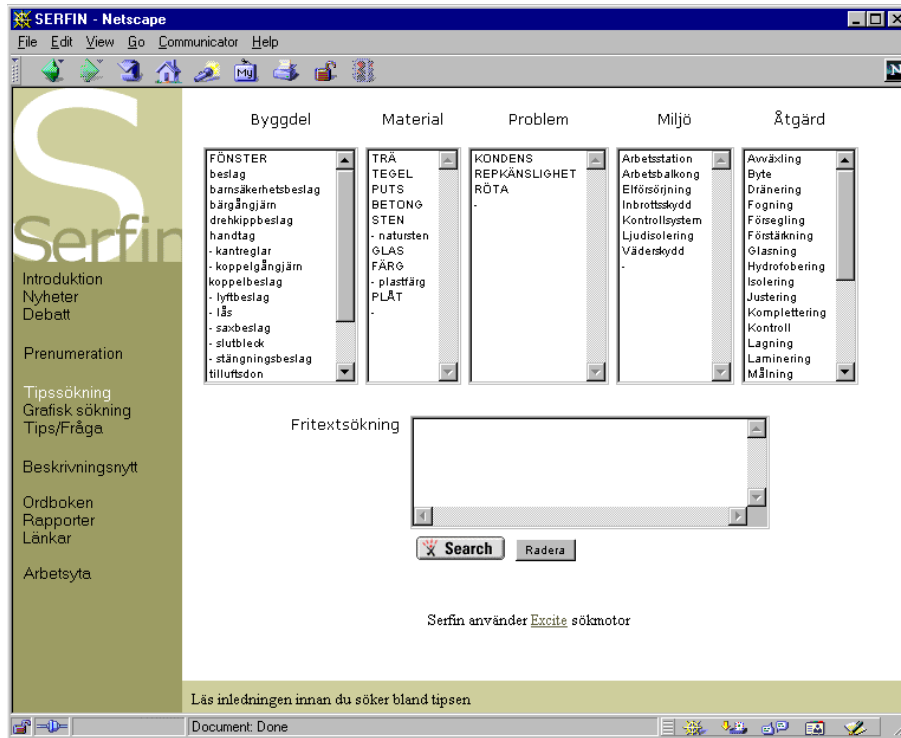 SERFIN - Netscape
File Edit View Go Communicator Help
My
N
S
Serfin
Introduktion
Nyheter
Debatt
Prenumeration
Tipssökning
Grafisk sökning
Tips/Fråga
Beskrivningsnytt
Ordboken
Rapporter
Länkar
Arbetsyta
Byggdel
FÖNSTER
beslag
barnsäkerhetsbeslag
bärgångjärn
drehkippbeslag
handtag
- kantreglar
- koppelgångjärn
koppelbeslag
- lyftbeslag
- lås
- saxbeslag
- slutbleck
- stängningsbeslag
tilluftsdon
Material
TRÄ
TEGEL
PUTS
BETONG
STEN
- natursten
GLAS
FÄRG
- plastfärg
PLÅT
-
Problem
KONDENS
REPKÄNSLIGHET
RÖTA
-
Miljö
Arbetsstation
Arbetsbalkong
Elförsörjning
Inbrottsskydd
Kontrollsystem
Ljudisolering
Väderskydd
-
Åtgärd
Avväxling
Byte
Dränering
Fogning
Försegling
Förstärkning
Glasning
Hydrofobering
Isolering
Justering
Komplettering
Kontroll
Lagning
Laminering
Målning
Fritextsökning
Search Radera
Serfin använder Excite sökmotor
Läs inledningen innan du söker bland tipsen
Document: Done